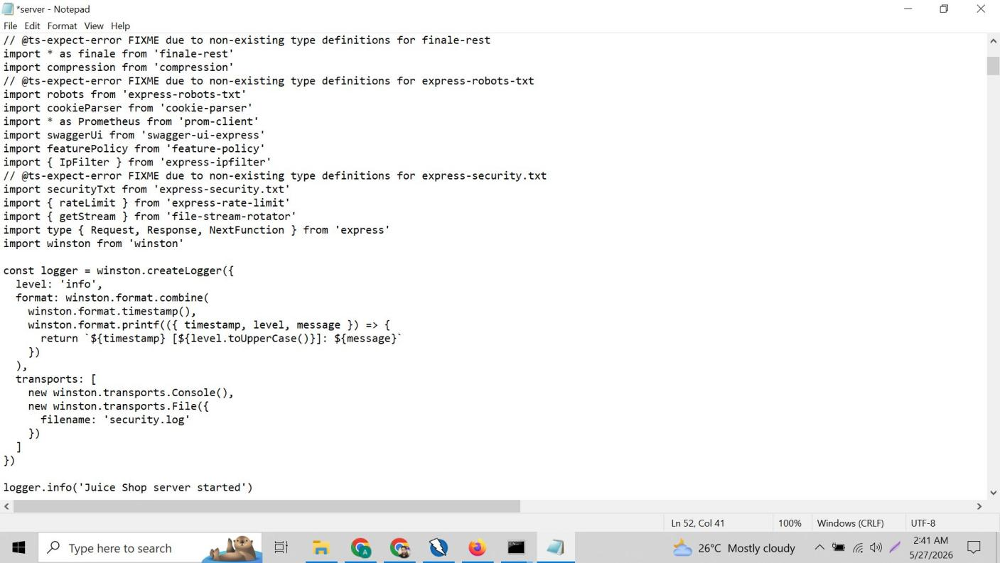 *server - Notepad
File Edit Format View Help
// @ts-expect-error FIXME due to non-existing type definitions for finale-rest
import * as finale from 'finale-rest'
import compression from 'compression'
// @ts-expect-error FIXME due to non-existing type definitions for express-robots-txt
import robots from 'express-robots-txt'
import cookieParser from 'cookie-parser'
import * as Prometheus from 'prom-client'
import swaggerUi from 'swagger-ui-express'
import featurePolicy from 'feature-policy'
import { IpFilter } from 'express-ipfilter'
// @ts-expect-error FIXME due to non-existing type definitions for express-security.txt
import securityTxt from 'express-security.txt'
import { rateLimit } from 'express-rate-limit'
import { getStream } from 'file-stream-rotator'
import type { Request, Response, NextFunction } from 'express'
import winston from 'winston'

const logger = winston.createLogger({
  level: 'info',
  format: winston.format.combine(
    winston.format.timestamp(),
    winston.format.printf(({ timestamp, level, message }) => {
      return `${timestamp} [${level.toUpperCase()}]: ${message}`
    })
  ),
  transports: [
    new winston.transports.Console(),
    new winston.transports.File({
      filename: 'security.log'
    })
  ]
})

logger.info('Juice Shop server started')
Ln 52, Col 41 100% Windows (CRLF) UTF-8
Type here to search A 26°C Mostly cloudy 2:41 AM
5/27/2026